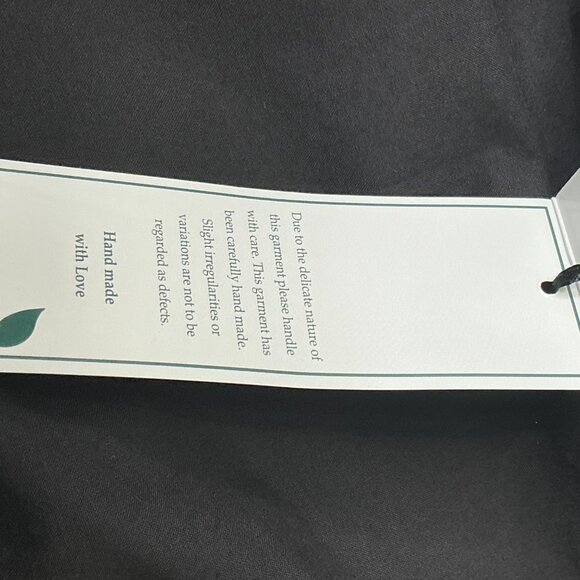 Due to the delicate nature of
this garment please handle
with care. This garment has
been carefully hand made.
Slight irregularities or
variations are not to be
regarded as defects.
Hand made
with Love